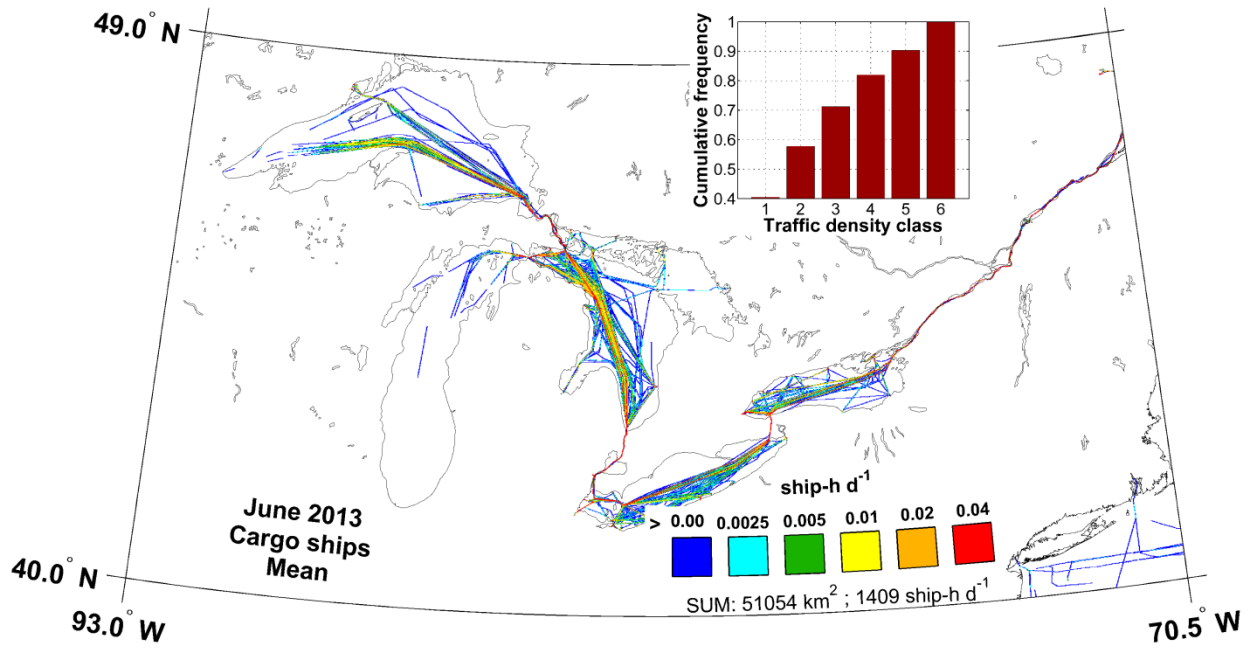 49.0° N
Cumulative frequency
1
0.9
0.8
0.7
0.6
0.5
0.4
1 2 3 4 5 6
Traffic density class
June 2013
Cargo ships
Mean
ship-h d⁻¹
> 0.00 0.0025 0.005 0.01 0.02 0.04
SUM: 51054 km² ; 1409 ship-h d⁻¹
40.0° N
93.0° W
70.5° W